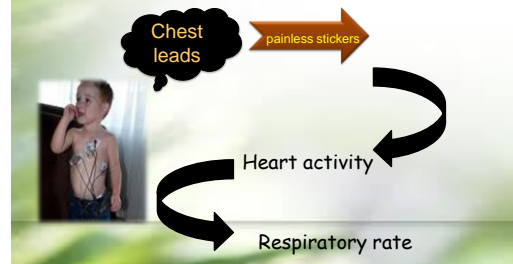 Chest
leads
painless stickers
Heart activity
Respiratory rate